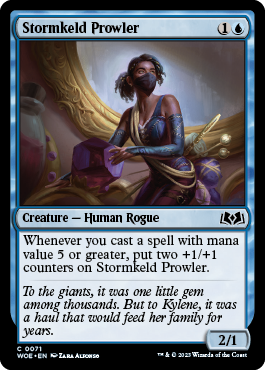 Stormkeld Prowler 1
Creature — Human Rogue
Whenever you cast a spell with mana
value 5 or greater, put two +1/+1
counters on Stormkeld Prowler.
To the giants, it was one little gem
among thousands. But to Kylene, it was
a haul that would feed her family for
years.
2/1
C 0071
WOE • EN Zara Alfonso
™ & © 2023 Wizards of the Coast